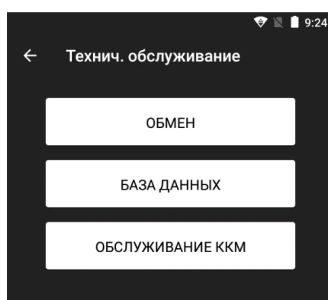 9:24
Технич. обслуживание
ОБМЕН
БАЗА ДАННЫХ
ОБСЛУЖИВАНИЕ ККМ